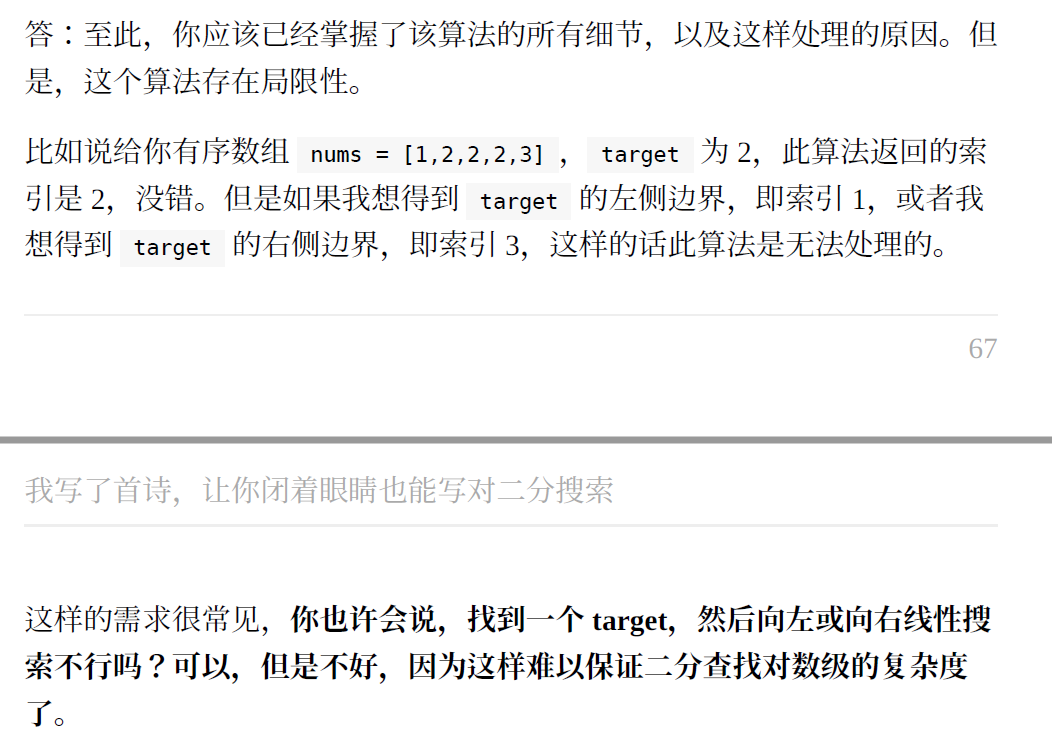 答：至此，你应该已经掌握了该算法的所有细节，以及这样处理的原因。但
是，这个算法存在局限性。
比如说给你有序数组 nums = [1,2,2,2,3] ， target 为 2，此算法返回的索
引是 2，没错。但是如果我想得到 target 的左侧边界，即索引 1，或者我
想得到 target 的右侧边界，即索引 3，这样的话此算法是无法处理的。
67
我写了首诗，让你闭着眼睛也能写对二分搜索
这样的需求很常见，你也许会说，找到一个 target，然后向左或向右线性搜
索不行吗？可以，但是不好，因为这样难以保证二分查找对数级的复杂度
了。